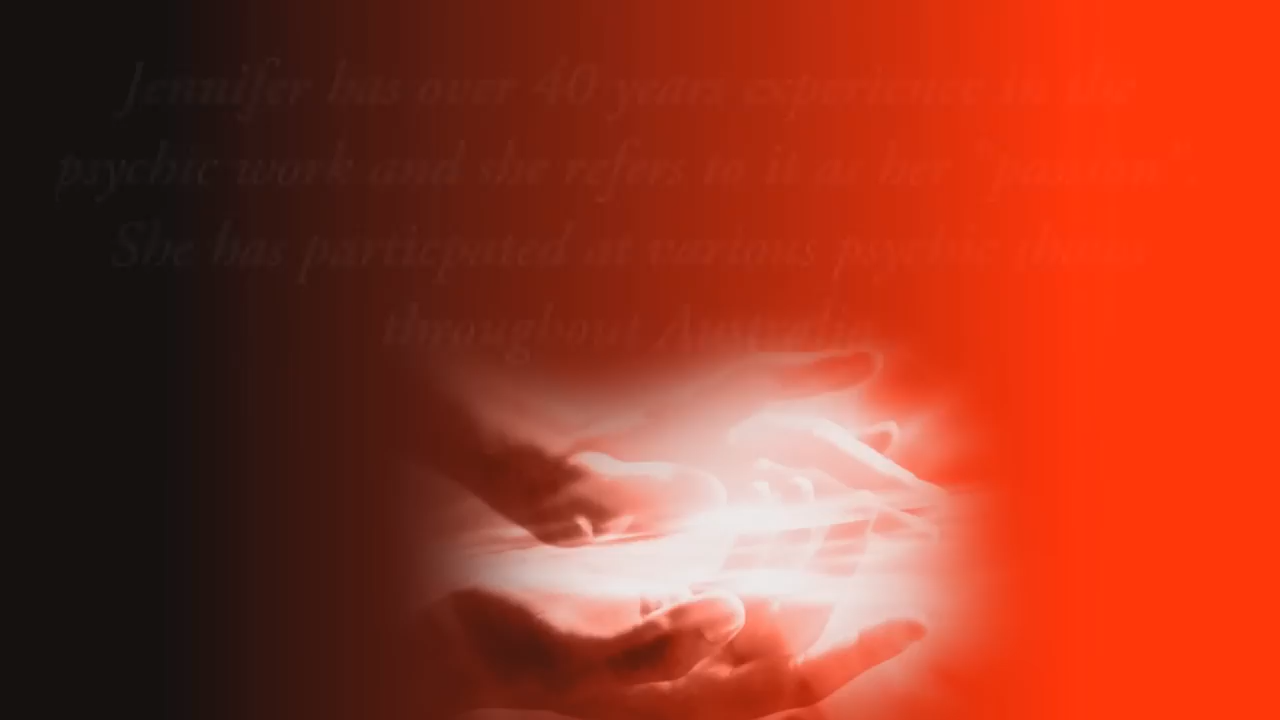 Jennifer has over 40 years experience in the
psychic work and she refers to it as her "passion".
She has participated at various psychic shows
throughout Australia